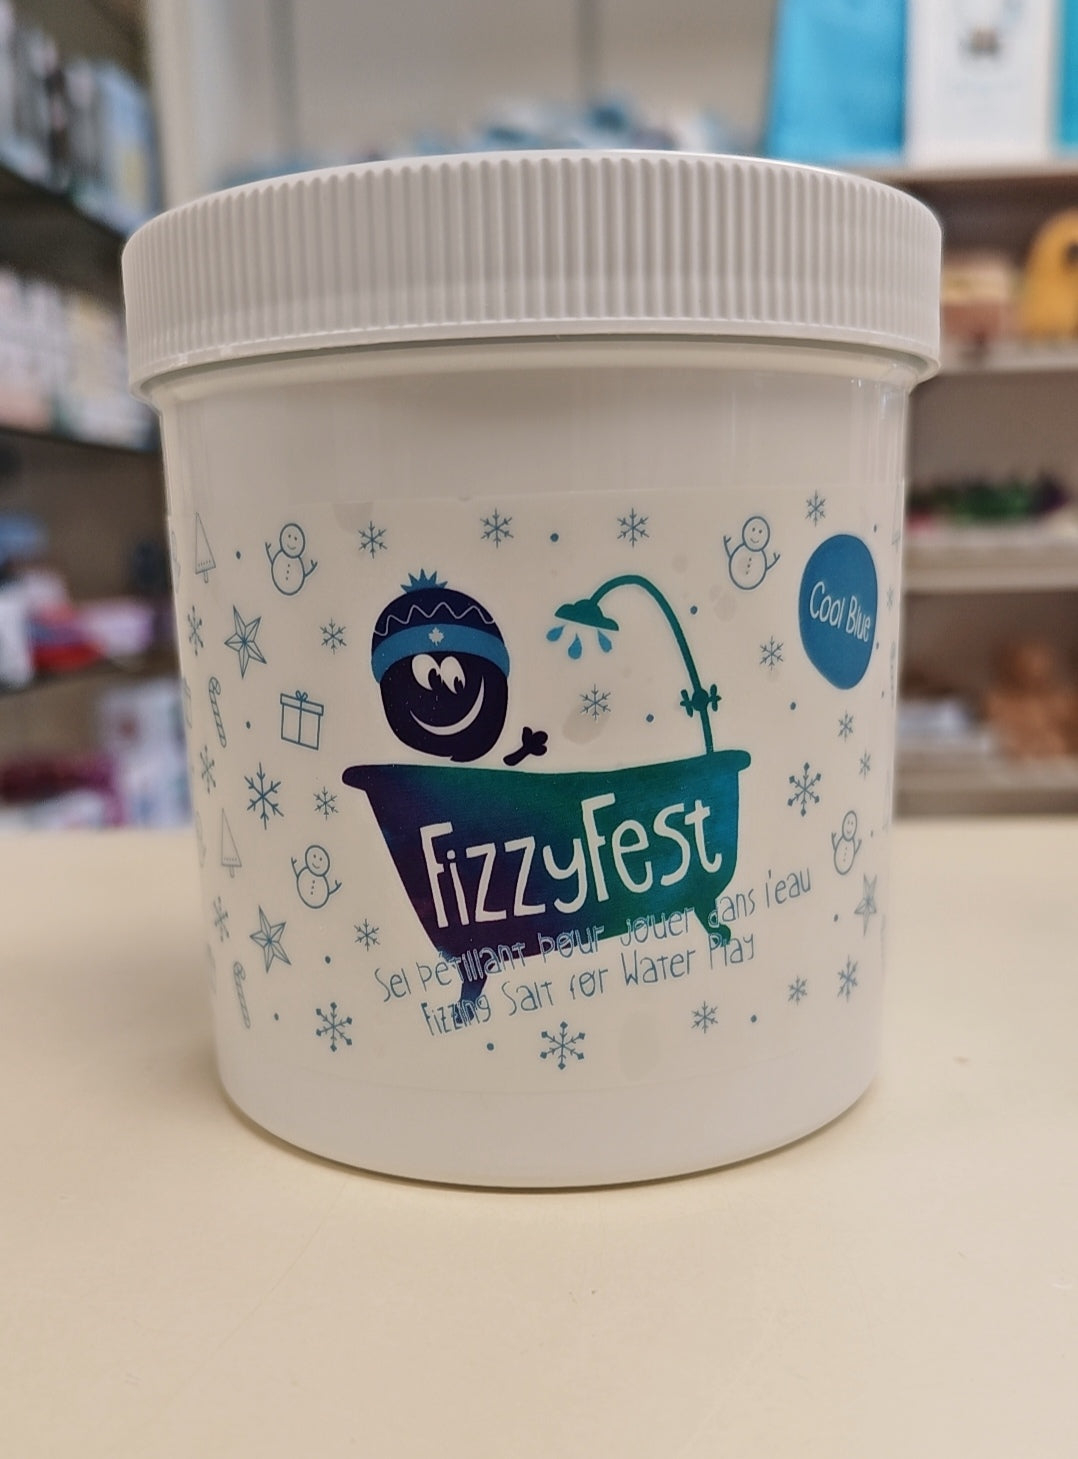 Cool Blue
FizzyFest
Sel pétillant pour jouer dans l'eau
Fizzing Salt for Water Play